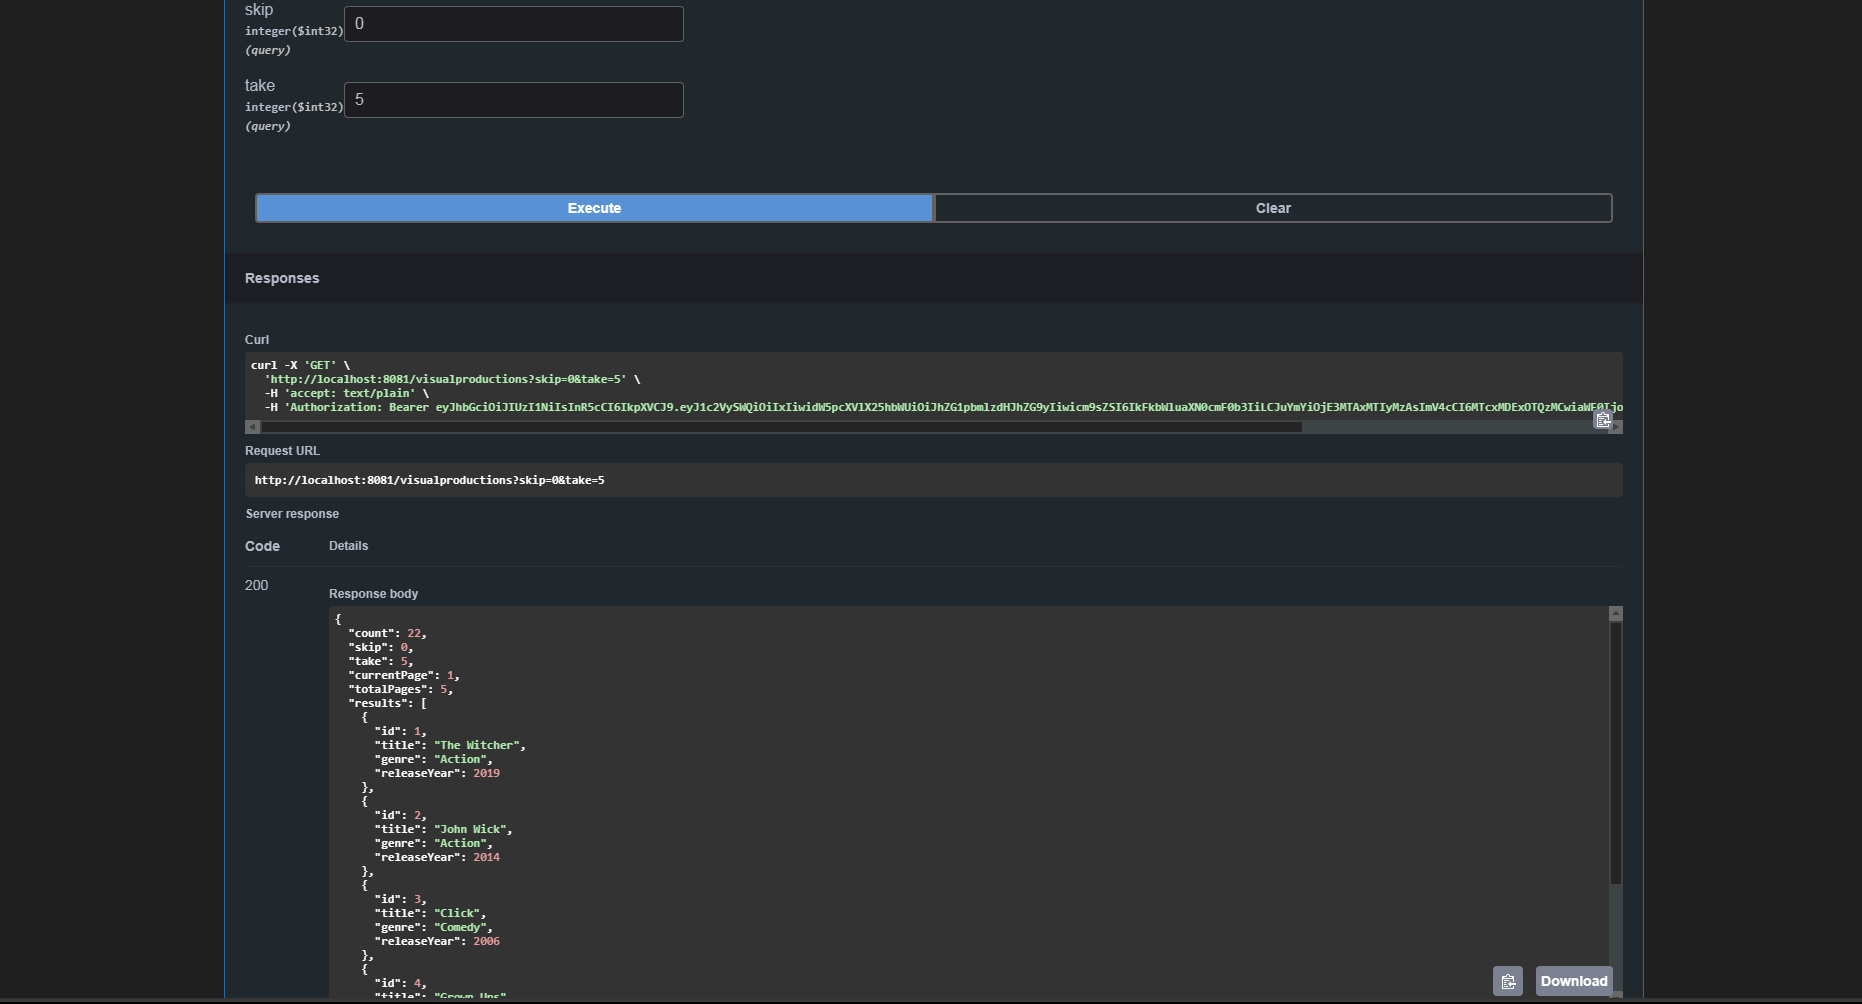 skip
integer($int32)
(query)
0
take
integer($int32)
(query)
5
Execute
Clear
Responses
Curl
curl -X 'GET' \
'http://localhost:8081/visualproductions?skip=0&take=5' \
-H 'accept: text/plain' \
-H 'Authorization: Bearer
Request URL
http://localhost:8081/visualproductions?skip=0&take=5
Server response
Code
Details
200
Response body
{
"count": 22,
"skip": 0,
"take": 5,
"currentPage": 1,
"totalPages": 5,
"results": [
{
"id": 1,
"title": "The Witcher",
"genre": "Action",
"releaseYear": 2019
},
{
"id": 2,
"title": "John Wick",
"genre": "Action",
"releaseYear": 2014
},
{
"id": 3,
"title": "Click",
"genre": "Comedy",
"releaseYear": 2006
},
{
"id": 4,
"title": "Grown Ups"
Download